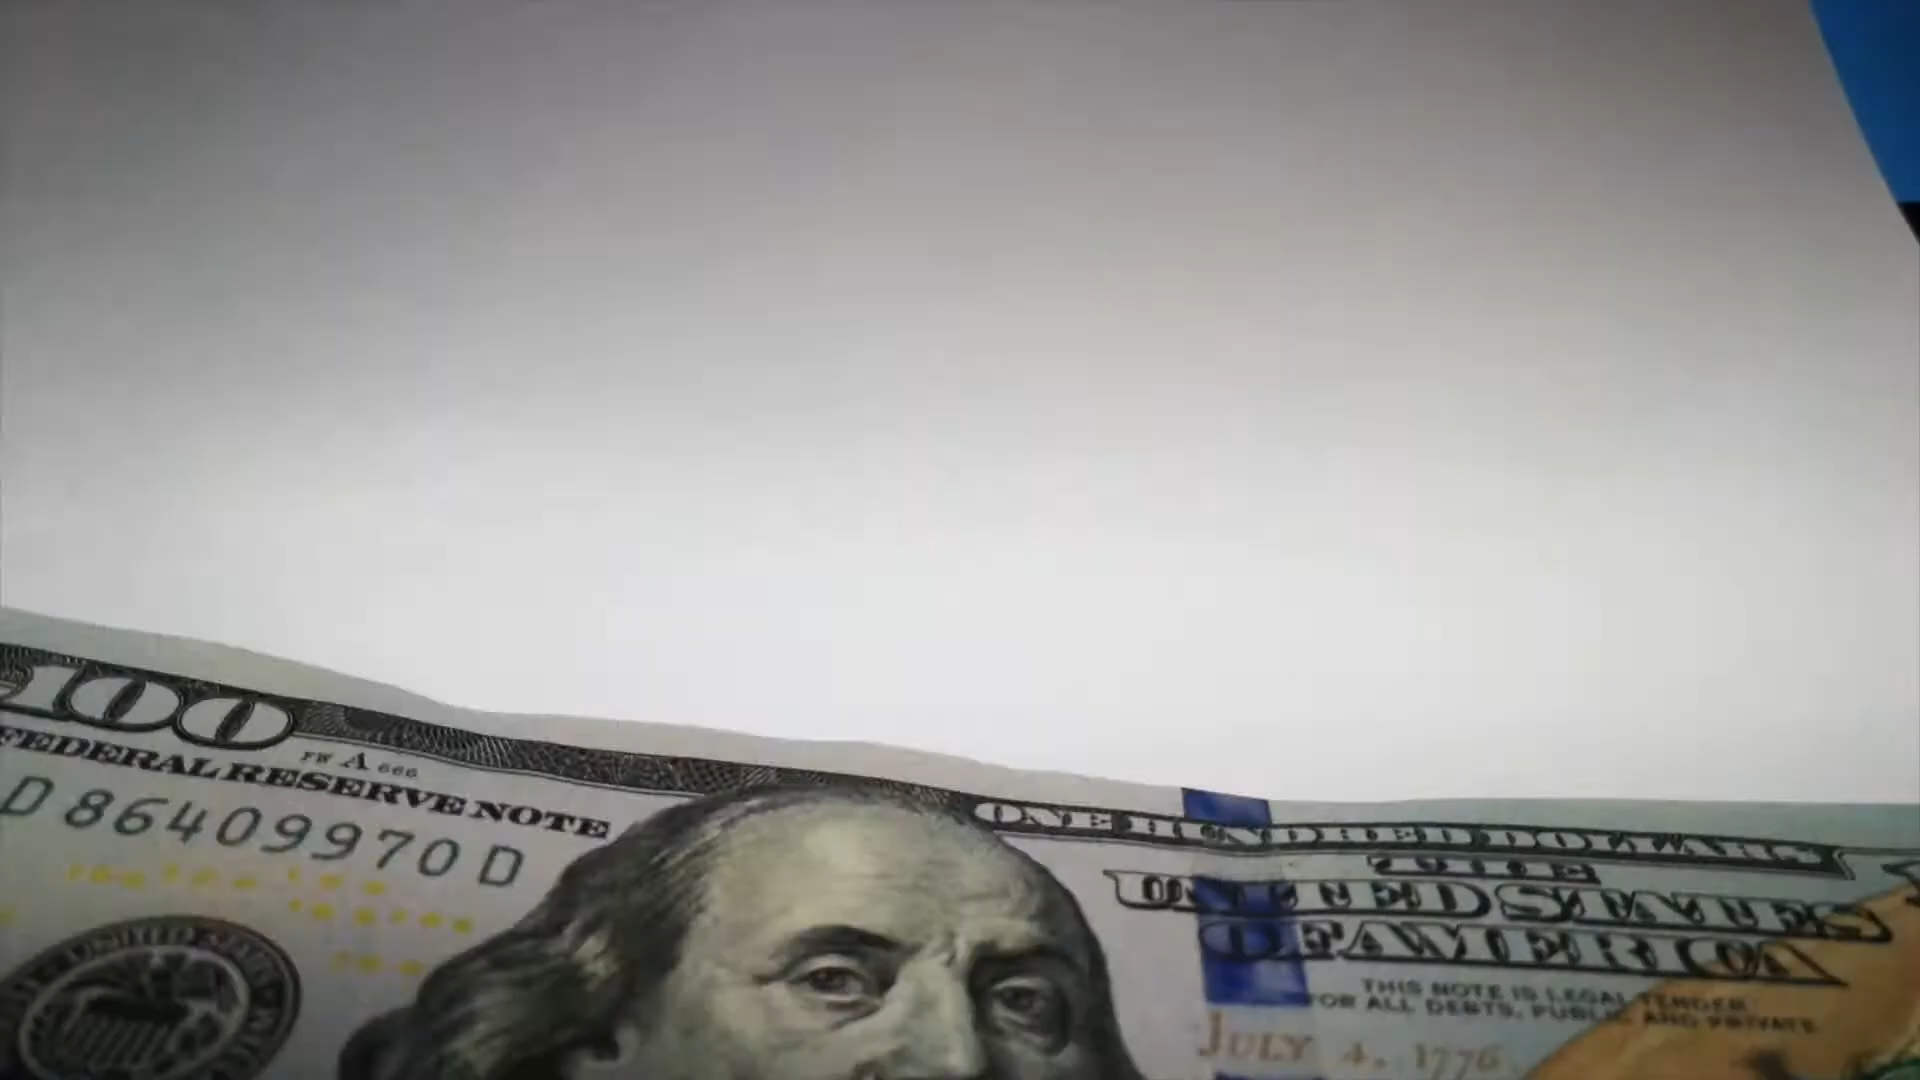 100
FEDERAL RESERVE NOTE
FW A 666
D 86409970 D
ONE HUNDRED DOLLARS
THE
UNITED STATES
OF AMERICA
THIS NOTE IS LEGAL TENDER
FOR ALL DEBTS, PUBLIC AND PRIVATE
JULY 4, 1776